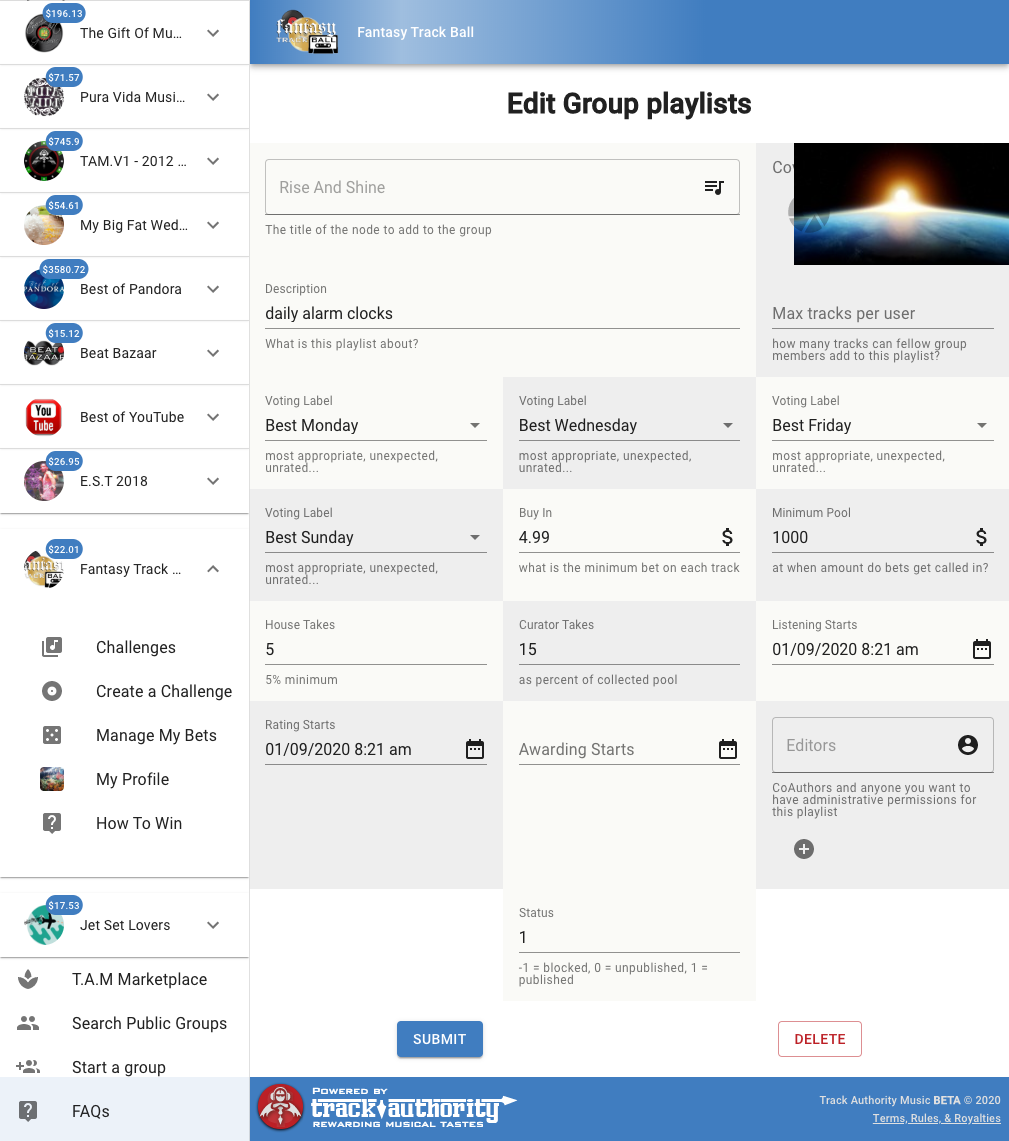 $196.13
The Gift Of Mu…
$71.57
Pura Vida Musi…
$745.9
TAM.V1 - 2012 …
$54.61
My Big Fat Wed…
$3580.72
PANDORA
Best of Pandora
$15.12
BEAT
BAZAAR
Beat Bazaar
You
Tube
Best of YouTube
$26.95
E.S.T 2018
$22.01
Fantasy Track …
Challenges
Create a Challenge
Manage My Bets
My Profile
How To Win
$17.53
Jet Set Lovers
T.A.M Marketplace
Search Public Groups
Start a group
FAQs
fantasy
TRACK BALL
Fantasy Track Ball
Edit Group playlists
Rise And Shine
The title of the node to add to the group
Description
daily alarm clocks
What is this playlist about?
Max tracks per user
how many tracks can fellow group
members add to this playlist?
Voting Label
Best Monday
most appropriate, unexpected,
unrated...
Voting Label
Best Wednesday
most appropriate, unexpected,
unrated...
Voting Label
Best Friday
most appropriate, unexpected,
unrated...
Voting Label
Best Sunday
most appropriate, unexpected,
unrated...
Buy In
4.99 $
what is the minimum bet on each track
Minimum Pool
1000 $
at when amount do bets get called in?
House Takes
5
5% minimum
Curator Takes
15
as percent of collected pool
Listening Starts
01/09/2020 8:21 am
Rating Starts
01/09/2020 8:21 am
Awarding Starts
Editors
CoAuthors and anyone you want to
have administrative permissions for
this playlist
Status
1
-1 = blocked, 0 = unpublished, 1 =
published
SUBMIT
DELETE
POWERED BY
track authority
REWARDING MUSICAL TASTES
Track Authority Music BETA © 2020
Terms, Rules, & Royalties